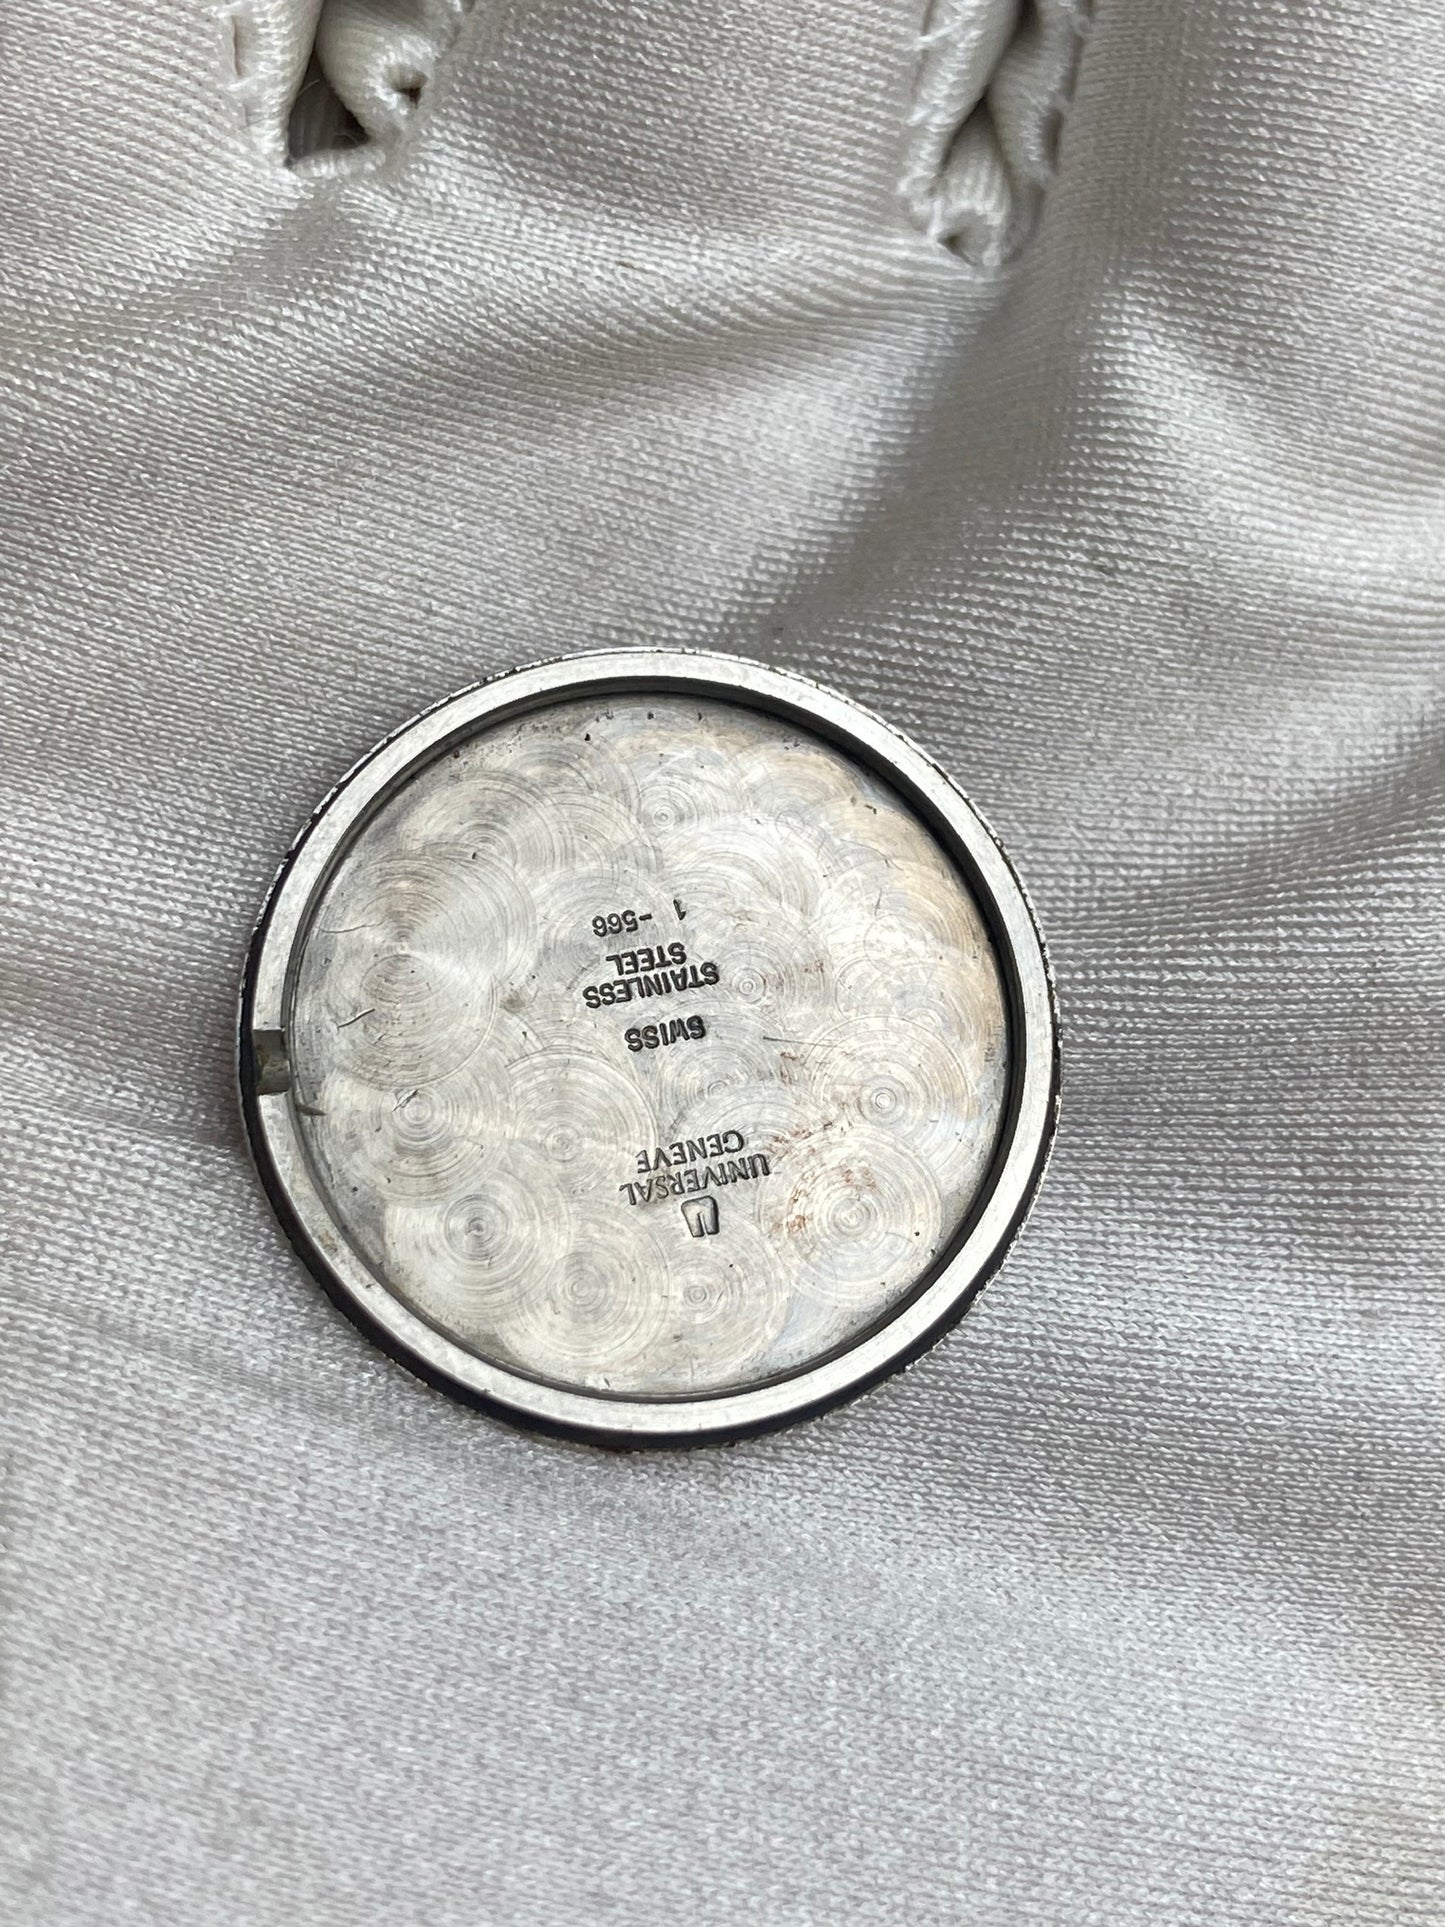 UNIVERSAL
GENEVE
SWISS
STAINLESS
STEEL
1 -566